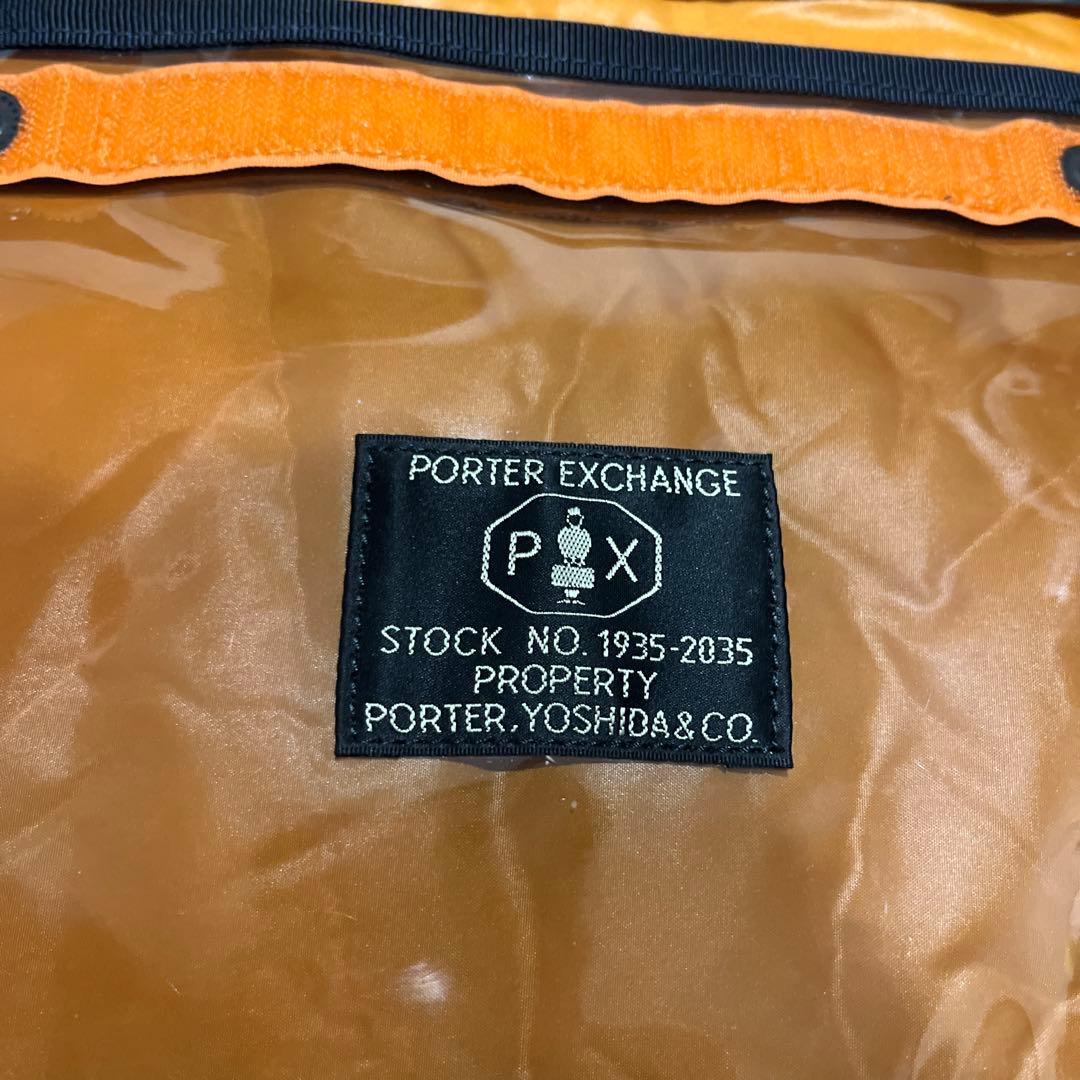 PORTER EXCHANGE
P X
STOCK NO. 1935-2035
PROPERTY
PORTER, YOSHIDA & CO.